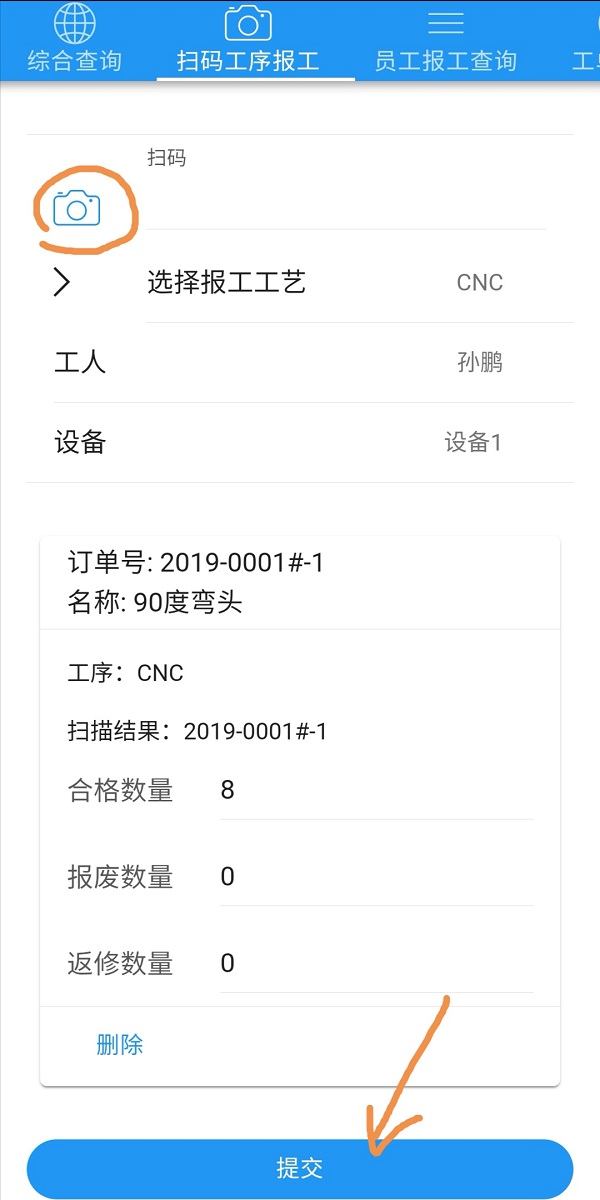 综合查询 扫码工序报工 员工报工查询
扫码
选择报工工艺 CNC
工人 孙鹏
设备 设备1
订单号: 2019-0001#-1
名称: 90度弯头
工序：CNC
扫描结果：2019-0001#-1
合格数量 8
报废数量 0
返修数量 0
删除
提交